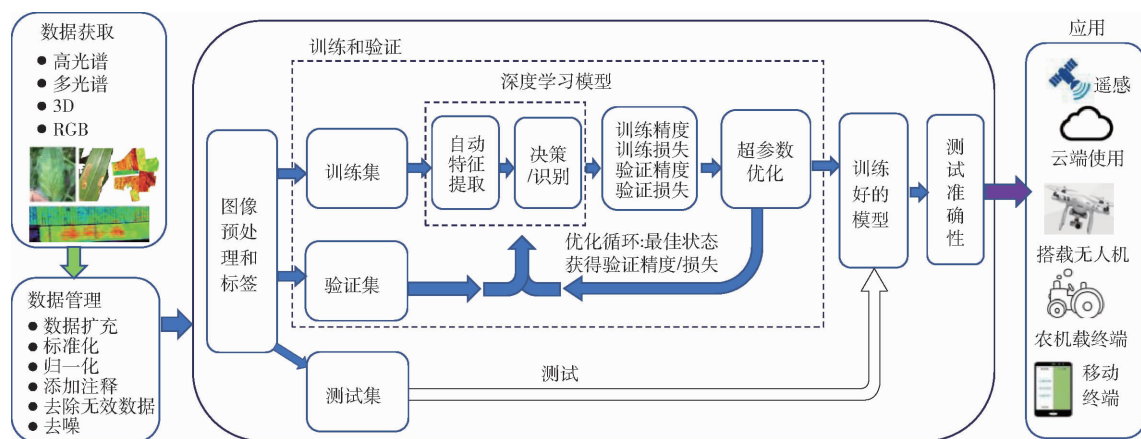 数据获取
● 高光谱
● 多光谱
● 3D
● RGB
数据管理
● 数据扩充
● 标准化
● 归一化
● 添加注释
● 去除无效数据
● 去噪
图像
预处
理和
标签
训练和验证
深度学习模型
训练集
自动
特征
提取
决策
/识别
训练精度
训练损失
验证精度
验证损失
超参数
优化
优化循环:最佳状态
获得验证精度/损失
验证集
测试集
测试
训练
好的
模型
测
试
准
确
性
应用
遥感
云端使用
搭载无人机
农机载终端
移动
终端